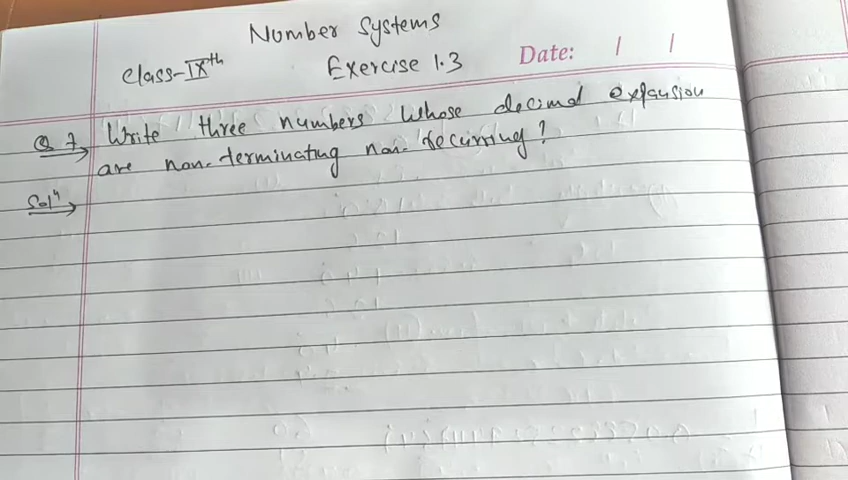 Number Systems
Class-IXth
Exercise 1.3
Date: / /
Q 7 Write three numbers whose decimal expansion
are non-terminating non-recurring?
Solⁿ